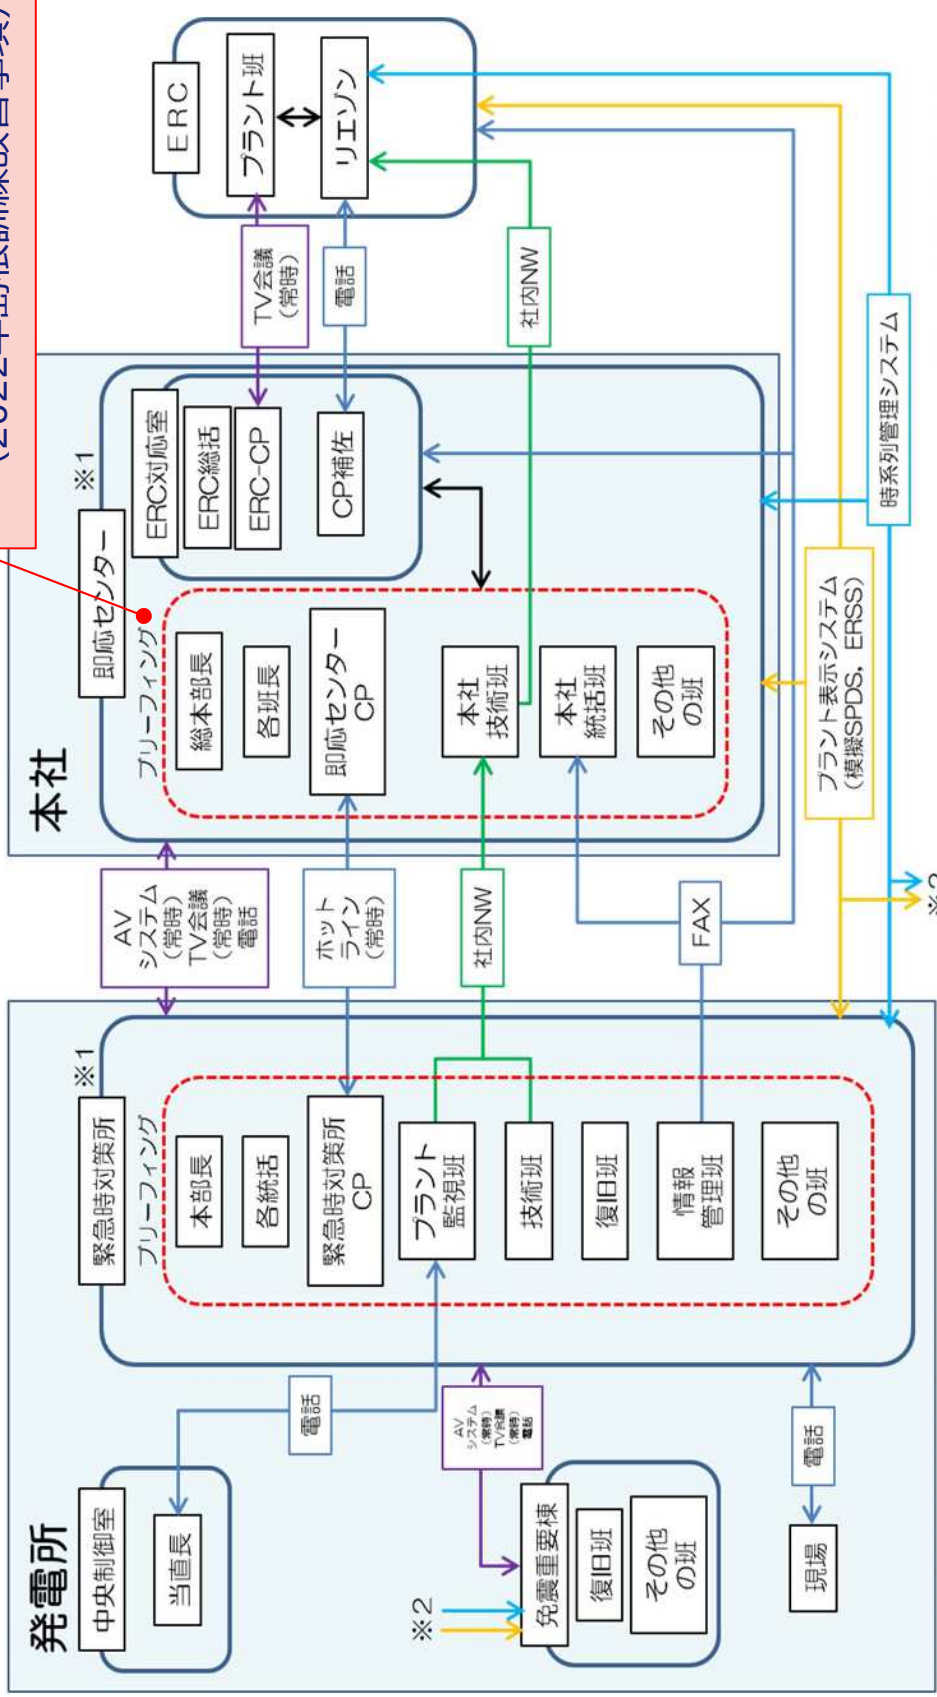 (2022年島根訓練改善事項)
発電所
中央制御室
当直長
電話
※2
免震重要棟
復旧班
その他
の班
AV
システム
(常時)
TV会議
(常時)
電話
現場
電話
緊急時対策所
※1
ブリーフィング
本部長
各統括
緊急時対策所
CP
プラント
監視班
技術班
復旧班
情報
管理班
その他
の班
AV
システム
(常時)
TV会議
(常時)
電話
ホット
ライン
(常時)
社内NW
FAX
※2
本社
即応センター
※1
ブリーフィング
総本部長
各班長
即応センター
CP
本社
技術班
本社
統括班
その他
の班
ERC対応室
ERC総括
ERC-CP
CP補佐
プラント表示システム
(模擬SPDS,ERSS)
時系列管理システム
TV会議
(常時)
電話
社内NW
ERC
プラント班
リエゾン